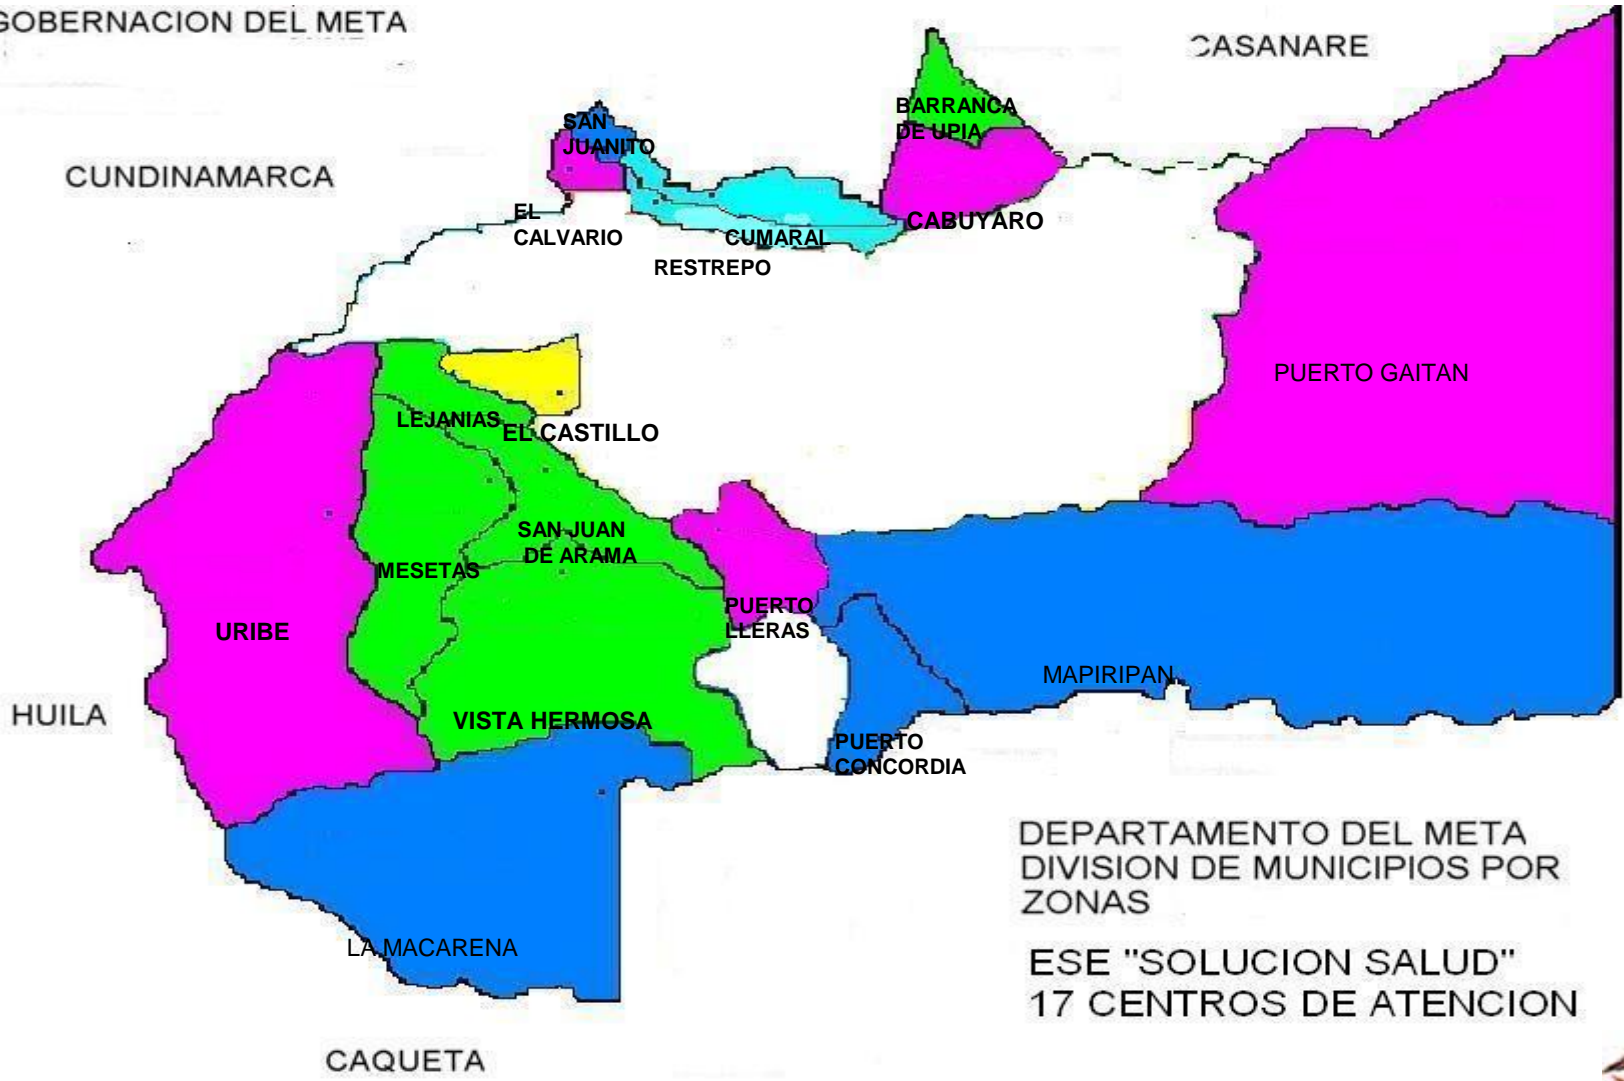 GOBERNACION DEL META
CASANARE
BARRANCA
DE UPIA
SAN
JUANITO
CUNDINAMARCA
EL
CALVARIO
CUMARAL
CABUYARO
RESTREPO
PUERTO GAITAN
LEJANIAS
EL CASTILLO
SAN JUAN
DE ARAMA
MESETAS
PUERTO
LLERAS
URIBE
MAPIRIPAN
HUILA
VISTA HERMOSA
PUERTO
CONCORDIA
LA MACARENA
DEPARTAMENTO DEL META
DIVISION DE MUNICIPIOS POR
ZONAS
ESE "SOLUCION SALUD"
17 CENTROS DE ATENCION
CAQUETA